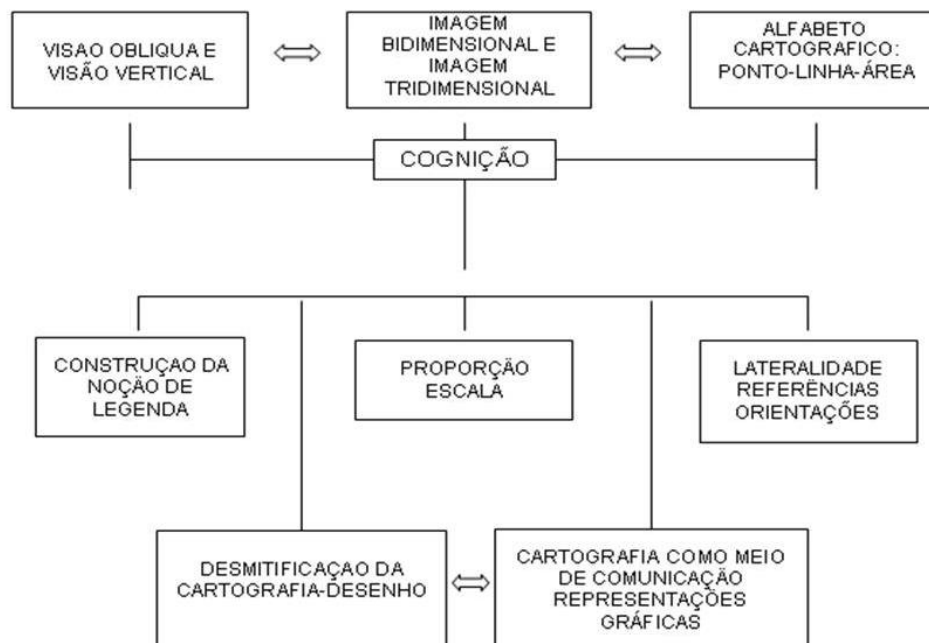 VISAO OBLIQUA E
VISÃO VERTICAL
IMAGEM
BIDIMENSIONAL E
IMAGEM
TRIDIMENSIONAL
ALFABETO
CARTOGRAFICO:
PONTO-LINHA-ÁREA
COGNIÇÃO
CONSTRUÇAO DA
NOÇÃO DE
LEGENDA
PROPORÇÃO
ESCALA
LATERALIDADE
REFERÊNCIAS
ORIENTAÇÕES
DESMITIFICAÇAO DA
CARTOGRAFIA-DESENHO
CARTOGRAFIA COMO MEIO
DE COMUNICAÇÃO
REPRESENTAÇÕES
GRÁFICAS